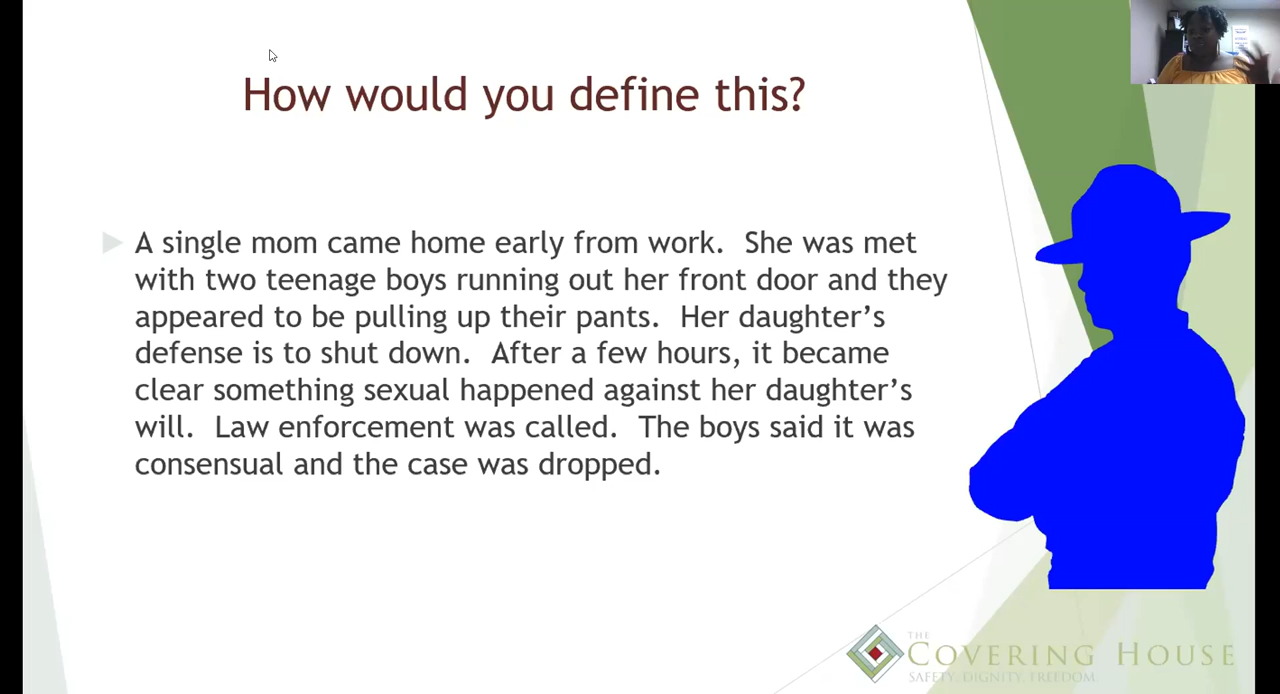 How would you define this?
A single mom came home early from work.  She was met
with two teenage boys running out her front door and they
appeared to be pulling up their pants.  Her daughter’s
defense is to shut down.  After a few hours, it became
clear something sexual happened against her daughter’s
will.  Law enforcement was called.  The boys said it was
consensual and the case was dropped.
THE
COVERING HOUSE
SAFETY. DIGNITY. FREEDOM.